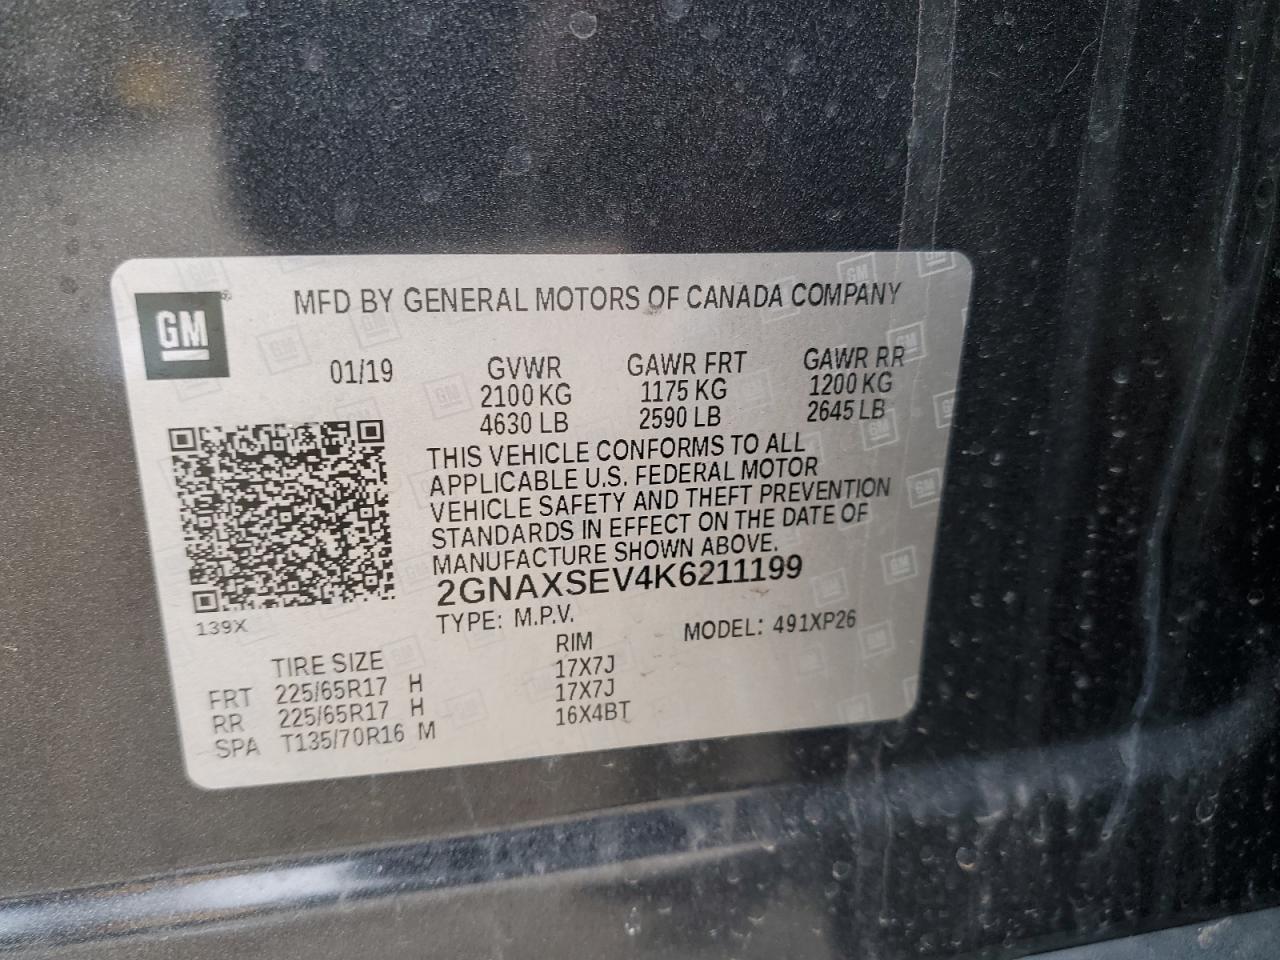 GM
MFD BY GENERAL MOTORS OF CANADA COMPANY
01/19 GVWR GAWR FRT GAWR RR
2100 KG 1175 KG 1200 KG
4630 LB 2590 LB 2645 LB
THIS VEHICLE CONFORMS TO ALL
APPLICABLE U.S. FEDERAL MOTOR
VEHICLE SAFETY AND THEFT PREVENTION
STANDARDS IN EFFECT ON THE DATE OF
MANUFACTURE SHOWN ABOVE.
2GNAXSEV4K6211199
139X
TYPE: M.P.V. MODEL: 491XP26
TIRE SIZE RIM
FRT 225/65R17 H 17X7J
RR 225/65R17 H 17X7J
SPA T135/70R16 M 16X4BT